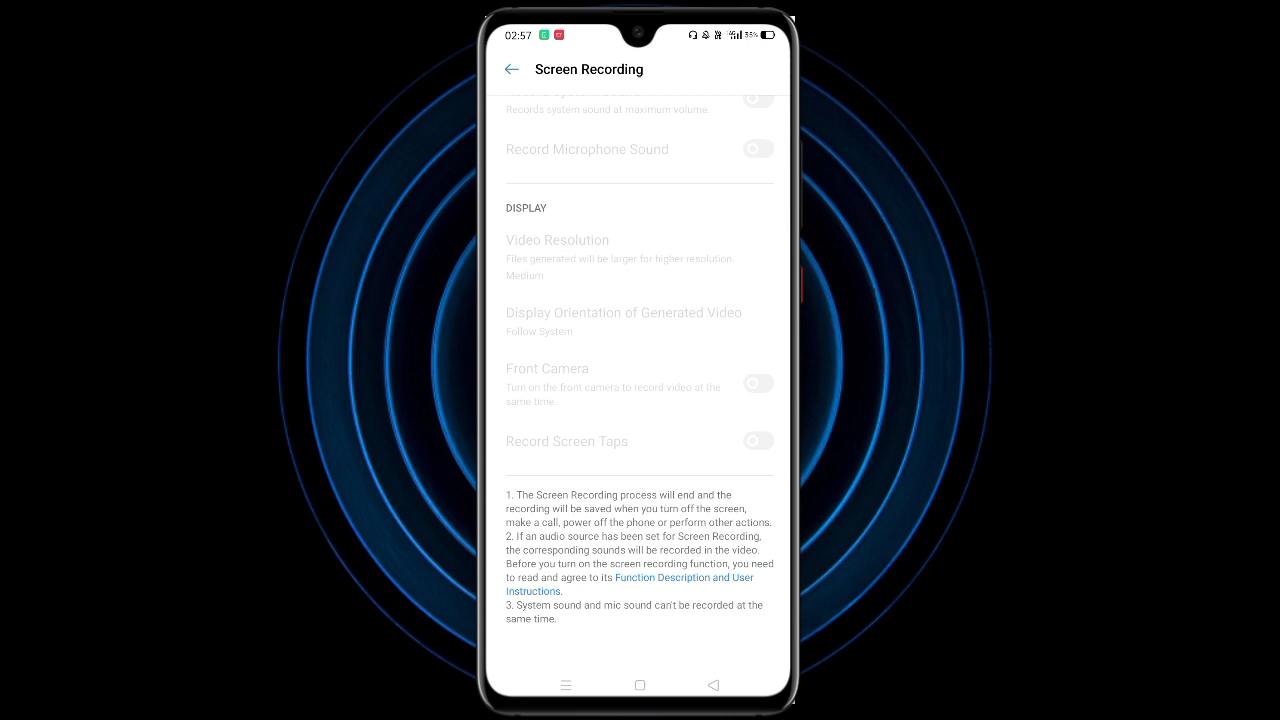 02:57
35%
Screen Recording
Records system sound at maximum volume.
Record Microphone Sound
DISPLAY
Video Resolution
Files generated will be larger for higher resolution.
Medium
Display Orientation of Generated Video
Follow System
Front Camera
Turn on the front camera to record video at the
same time.
Record Screen Taps
1. The Screen Recording process will end and the
recording will be saved when you turn off the screen,
make a call, power off the phone or perform other actions.
2. If an audio source has been set for Screen Recording,
the corresponding sounds will be recorded in the video.
Before you turn on the screen recording function, you need
to read and agree to its Function Description and User
Instructions.
3. System sound and mic sound can't be recorded at the
same time.